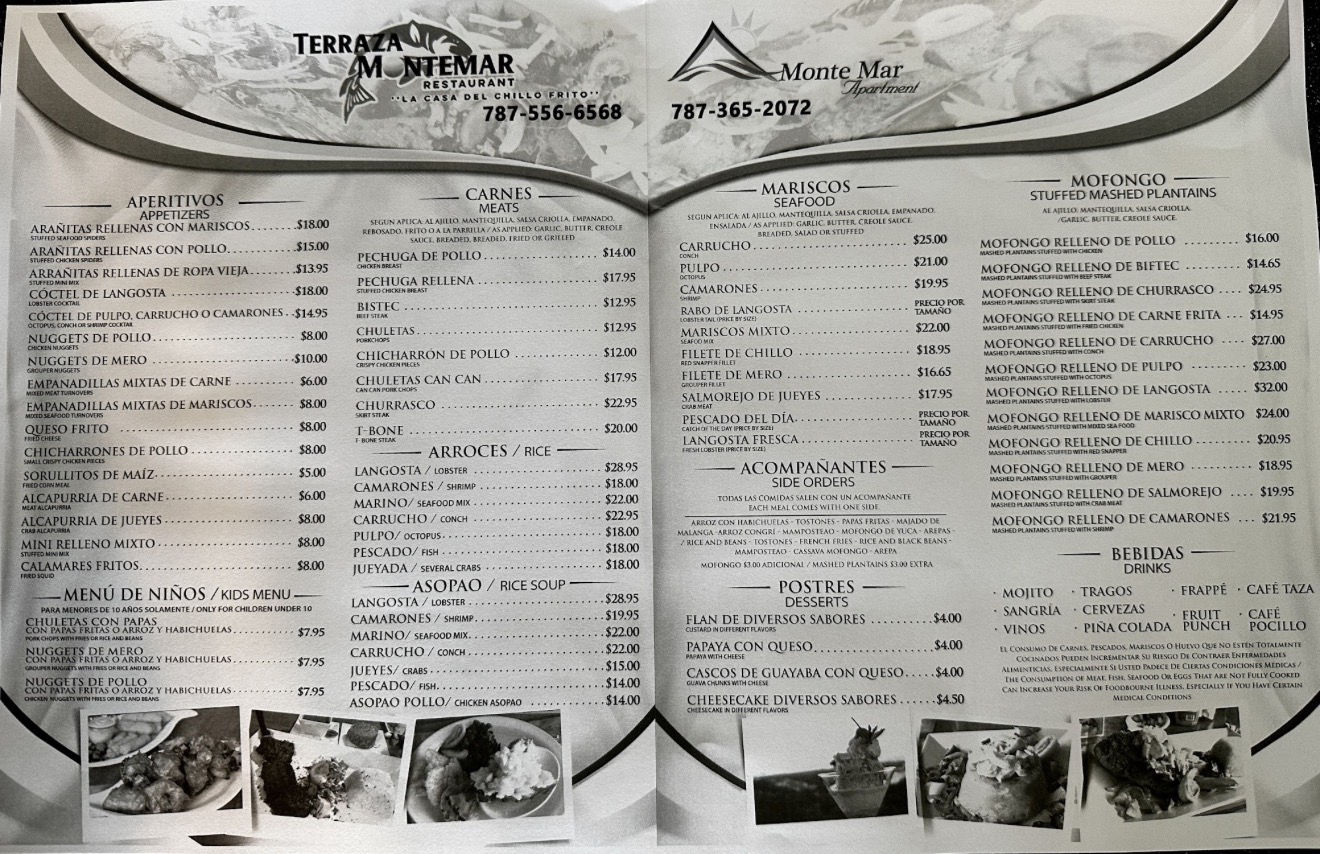 TERRAZA
MONTEMAR
RESTAURANT
"LA CASA DEL CHILLO FRITO"
787-556-6568
Monte Mar
Apartment
787-365-2072
APERITIVOS
APPETIZERS
ARAÑITAS RELLENAS CON MARISCOS.......$18.00
STUFFED SEAFOOD SPIDERS
ARAÑITAS RELLENAS CON POLLO..........$15.00
STUFFED CHICKEN SPIDERS
ARRAÑITAS RELLENAS DE ROPA VIEJA.......$13.95
STUFFED MINI MIX
CÓCTEL DE LANGOSTA ..................$18.00
LOBSTER COCKTAIL
CÓCTEL DE PULPO, CARRUCHO O CAMARONES..$14.95
OCTOPUS, CONCH OR SHRIMP COCKTAIL
NUGGETS DE POLLO......................$8.00
CHICKEN NUGGETS
NUGGETS DE MERO ......................$10.00
GROUPER NUGGETS
EMPANADILLAS MIXTAS DE CARNE ..........$6.00
MIXED MEAT TURNOVERS
EMPANADILLAS MIXTAS DE MARISCOS.......$8.00
MIXED SEAFOOD TURNOVERS
QUESO FRITO ..........................$8.00
FRIED CHEESE
CHICHARRONES DE POLLO ................$8.00
SMALL CRISPY CHICKEN PIECES
SORULLITOS DE MAÍZ....................$5.00
FRIED CORN MEAL
ALCAPURRIA DE CARNE...................$6.00
MEAT ALCAPURRIA
ALCAPURRIA DE JUEYES..................$8.00
CRAB ALCAPURRIA
MINI RELLENO MIXTO ...................$8.00
STUFFED MINI MIX
CALAMARES FRITOS......................$8.00
FRIED SQUID
MENÚ DE NIÑOS / KIDS MENU
PARA MENORES DE 10 AÑOS SOLAMENTE / ONLY FOR CHILDREN UNDER 10
CHULETAS CON PAPAS
CON PAPAS FRITAS O ARROZ Y HABICHUELAS............$7.95
PORK CHOPS WITH FRIES OR RICE AND BEANS
NUGGETS DE MERO
CON PAPAS FRITAS O ARROZ Y HABICHUELAS............$7.95
GROUPER NUGGETS WITH FRIES OR RICE AND BEANS
NUGGETS DE POLLO
CON PAPAS FRITAS O ARROZ Y HABICHUELAS............$7.95
CHICKEN NUGGETS WITH FRIES OR RICE AND BEANS
CARNES
MEATS
SEGUN APLICA: AL AJILLO, MANTEQUILLA, SALSA CRIOLLA, EMPANADO,
REBOSADO, FRITO O A LA PARRILLA / AS APPLIED: GARLIC, BUTTER, CREOLE
SAUCE, BREADED, BREADED, FRIED OR GRILLED
PECHUGA DE POLLO....................$14.00
CHICKEN BREAST
PECHUGA RELLENA ....................$17.95
STUFFED CHICKEN BREAST
BISTEC .............................$12.95
BEEF STEAK
CHULETAS............................$12.95
PORKCHOPS
CHICHARRÓN DE POLLO ................$12.00
CRISPY CHICKEN PIECES
CHULETAS CAN CAN....................$17.95
CAN CAN PORK CHOPS
CHURRASCO ..........................$22.95
SKIRT STEAK
T-BONE .............................$20.00
T- BONE STEAK
ARROCES / RICE
LANGOSTA / LOBSTER .................$28.95
CAMARONES / SHRIMP .................$18.00
MARINO/ SEAFOOD MIX.................$22.00
CARRUCHO / CONCH ...................$22.95
PULPO/ OCTOPUS......................$18.00
PESCADO/ FISH ......................$18.00
JUEYADA / SEVERAL CRABS ............$18.00
ASOPAO / RICE SOUP
LANGOSTA / LOBSTER .................$28.95
CAMARONES / SHRIMP..................$19.95
MARINO/ SEAFOOD MIX.................$22.00
CARRUCHO / CONCH ...................$22.00
JUEYES/ CRABS ......................$15.00
PESCADO/ FISH.......................$14.00
ASOPAO POLLO/ CHICKEN ASOPAO .......$14.00
MARISCOS
SEAFOOD
SEGUN APLICA: AL AJILLO, MANTEQUILLA, SALSA CRIOLLA, EMPANADO,
ENSALADA / AS APPLIED: GARLIC, BUTTER, CREOLE SAUCE,
BREADED, SALAD OR STUFFED
CARRUCHO............................$25.00
CONCH
PULPO...............................$21.00
OCTOPUS
CAMARONES...........................$19.95
SHRIMP
RABO DE LANGOSTA ................PRECIO POR TAMAÑO
LOBSTER TAIL (PRICE BY SIZE)
MARISCOS MIXTO......................$22.00
SEAFOOD MIX
FILETE DE CHILLO ...................$18.95
RED SNAPPER FILLET
FILETE DE MERO .....................$16.65
GROUPER FILLET
SALMOREJO DE JUEYES ................$17.95
CRAB MEAT
PESCADO DEL DÍA..................PRECIO POR TAMAÑO
CATCH OF THE DAY (PRICE BY SIZE)
LANGOSTA FRESCA..................PRECIO POR TAMAÑO
FRESH LOBSTER (PRICE BY SIZE)
ACOMPAÑANTES
SIDE ORDERS
TODAS LAS COMIDAS SALEN CON UN ACOMPAÑANTE
EACH MEAL COMES WITH ONE SIDE.
ARROZ CON HABICHUELAS - TOSTONES - PAPAS FRITAS - MAJADO DE
MALANGA -ARROZ CONGRÍ - MAMPOSTEAO - MOFONGO DE YUCA - AREPAS -
/ RICE AND BEANS - TOSTONES - FRENCH FRIES - RICE AND BLACK BEANS -
MAMPOSTEAO - CASSAVA MOFONGO - AREPA
MOFONGO $3.00 ADICIONAL / MASHED PLANTAINS $3.00 EXTRA
POSTRES
DESSERTS
FLAN DE DIVERSOS SABORES ...........$4.00
CUSTARD IN DIFFERENT FLAVORS
PAPAYA CON QUESO....................$4.00
PAPAYA WITH CHEESE
CASCOS DE GUAYABA CON QUESO.....$4.00
GUAVA CHUNKS WITH CHEESE
CHEESECAKE DIVERSOS SABORES ......$4.50
CHEESECAKE IN DIFFERENT FLAVORS
MOFONGO
STUFFED MASHED PLANTAINS
AL AJILLO, MANTEQUILLA, SALSA CRIOLLA.
/GARLIC, BUTTER, CREOLE SAUCE.
MOFONGO RELLENO DE POLLO ........$16.00
MASHED PLANTAINS STUFFED WITH CHICKEN
MOFONGO RELLENO DE BIFTEC .......$14.65
MASHED PLANTAINS STUFFED WITH BEEF STEAK
MOFONGO RELLENO DE CHURRASCO ....$24.95
MASHED PLANTAINS STUFFED WITH SKIRT STEAK
MOFONGO RELLENO DE CARNE FRITA ...$14.95
MASHED PLANTAINS STUFFED WITH FRIED CHICKEN
MOFONGO RELLENO DE CARRUCHO ....$27.00
MASHED PLANTAINS STUFFED WITH CONCH
MOFONGO RELLENO DE PULPO ........$23.00
MASHED PLANTAINS STUFFED WITH OCTOPUS
MOFONGO RELLENO DE LANGOSTA .....$32.00
MASHED PLANTAINS STUFFED WITH LOBSTER
MOFONGO RELLENO DE MARISCO MIXTO $24.00
MASHED PLANTAINS STUFFED WITH MIXED SEA FOOD
MOFONGO RELLENO DE CHILLO .......$20.95
MASHED PLANTAINS STUFFED WITH RED SNAPPER
MOFONGO RELLENO DE MERO .........$18.95
MASHED PLANTAINS STUFFED WITH GROUPER
MOFONGO RELLENO DE SALMOREJO ....$19.95
MASHED PLANTAINS STUFFED WITH CRAB MEAT
MOFONGO RELLENO DE CAMARONES ...$21.95
MASHED PLANTAINS STUFFED WITH SHRIMP
BEBIDAS
DRINKS
· MOJITO · TRAGOS · FRAPPÉ · CAFÉ TAZA
· SANGRÍA · CERVEZAS · FRUIT PUNCH · CAFÉ POCILLO
· VINOS · PIÑA COLADA
EL CONSUMO DE CARNES, PESCADOS, MARISCOS O HUEVO QUE NO ESTÉN TOTALMENTE
COCINADOS PUEDEN INCREMENTAR SU RIESGO DE CONTRAER ENFERMEDADES
ALIMENTICIAS, ESPECIALMENTE SI USTED PADECE DE CIERTAS CONDICIONES MÉDICAS /
THE CONSUMPTION OF MEAT, FISH, SEAFOOD OR EGGS THAT ARE NOT FULLY COOKED
CAN INCREASE YOUR RISK OF FOODBOURNE ILLNESS, ESPECIALLY IF YOU HAVE CERTAIN
MEDICAL CONDITIONS